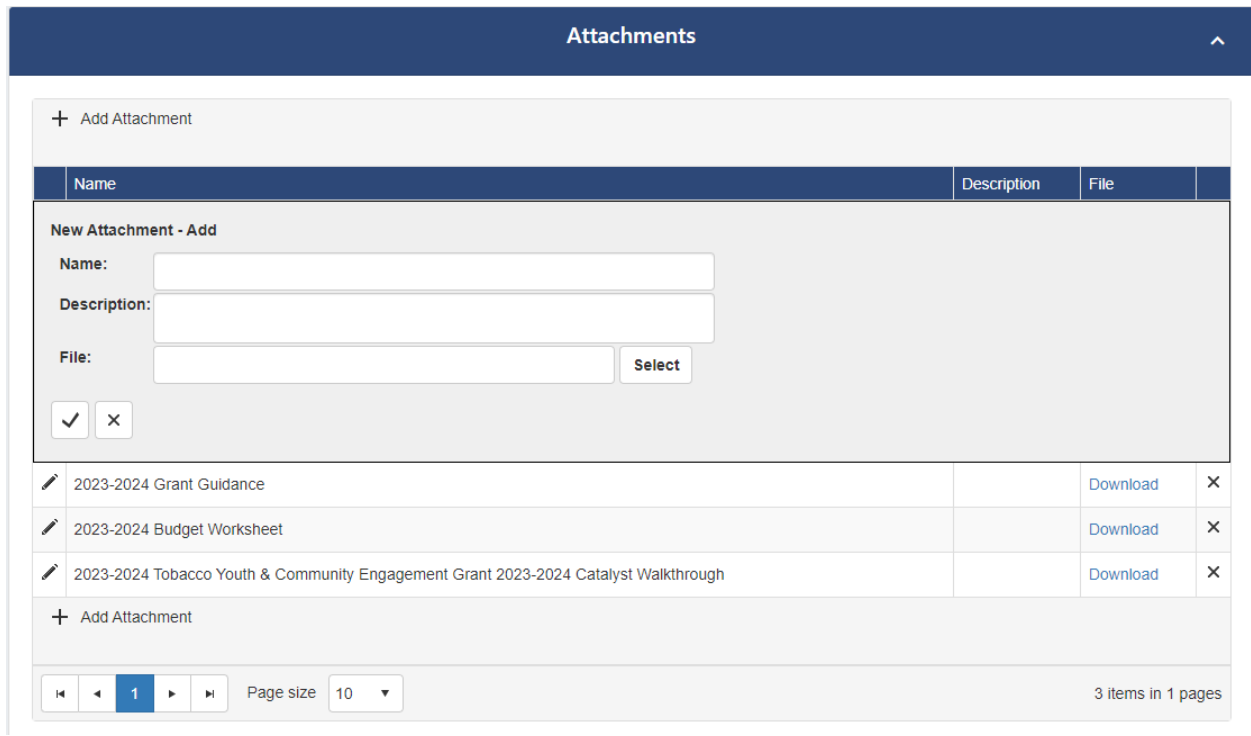 Attachments
Add Attachment
Name Description File
New Attachment - Add
Name:
Description:
File: Select
2023-2024 Grant Guidance Download
2023-2024 Budget Worksheet Download
2023-2024 Tobacco Youth & Community Engagement Grant 2023-2024 Catalyst Walkthrough Download
Add Attachment
1 Page size 10 3 items in 1 pages